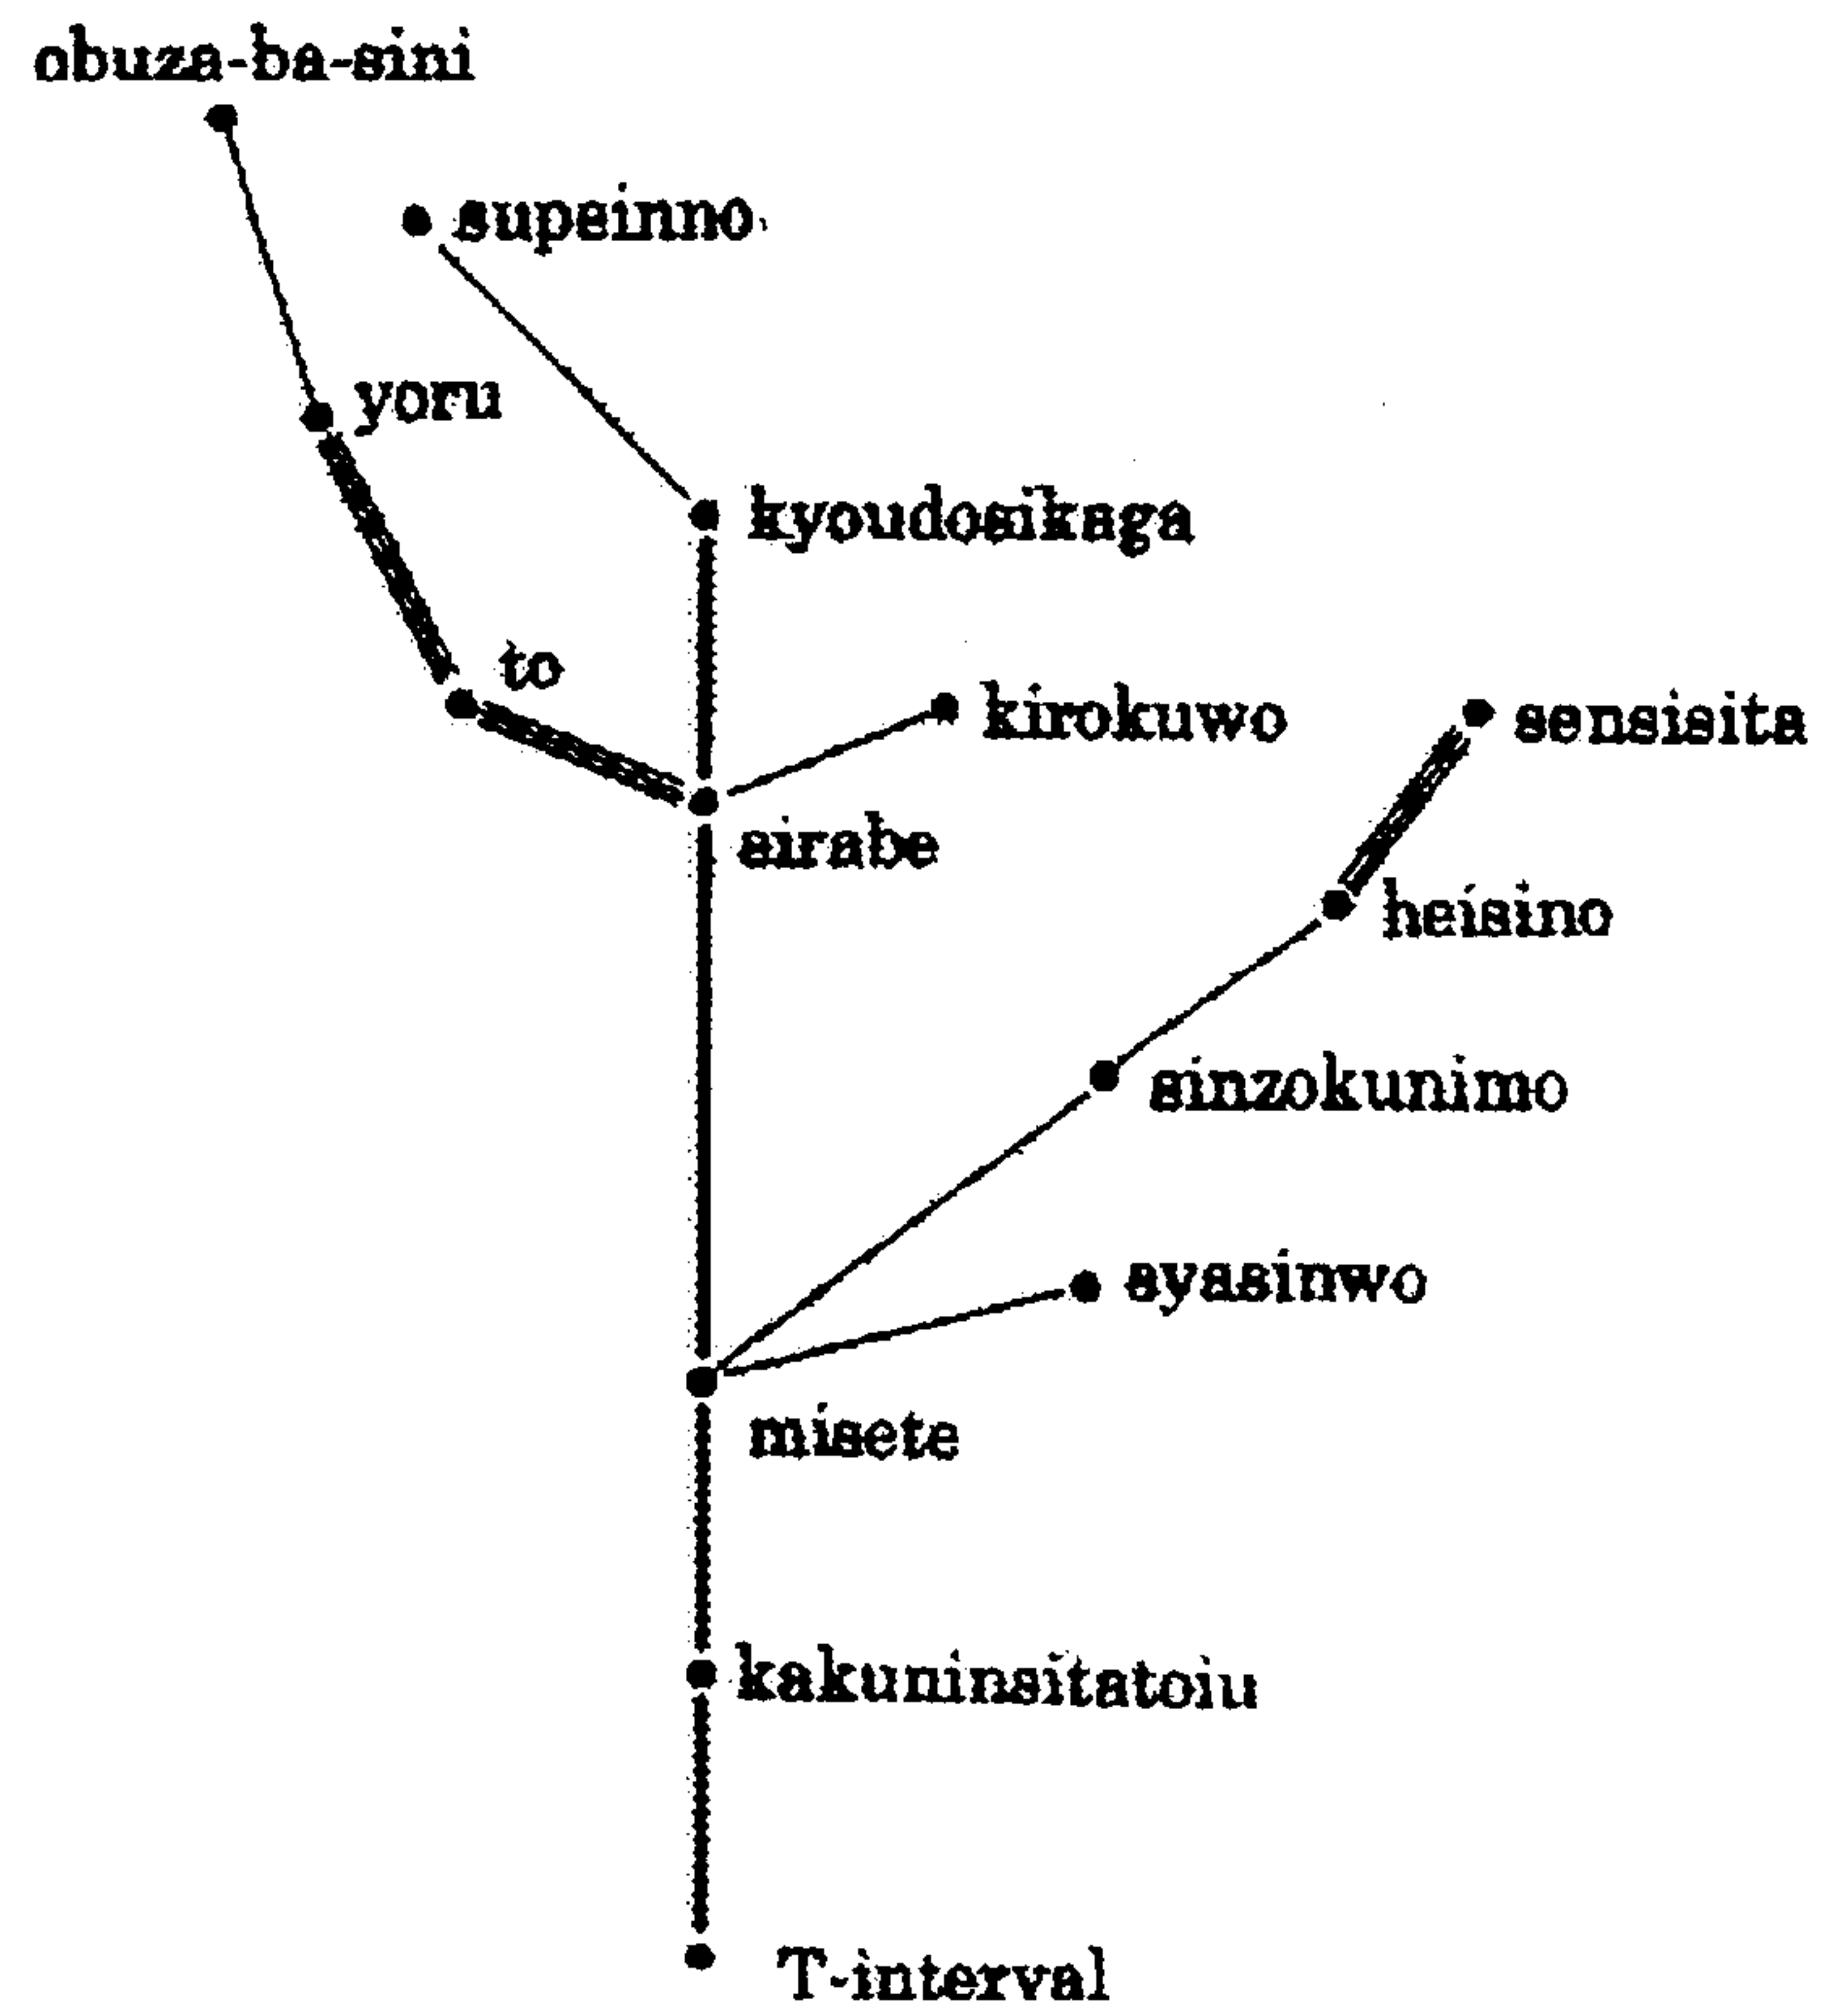 obuza-ba-sini
supeinno
yoru
kyoudosikaga
to
kirokuwo
sensisita
sirabe
heisino
sinzokunimo
syasinwo
misete
kakuninsitatoiu
T-interval